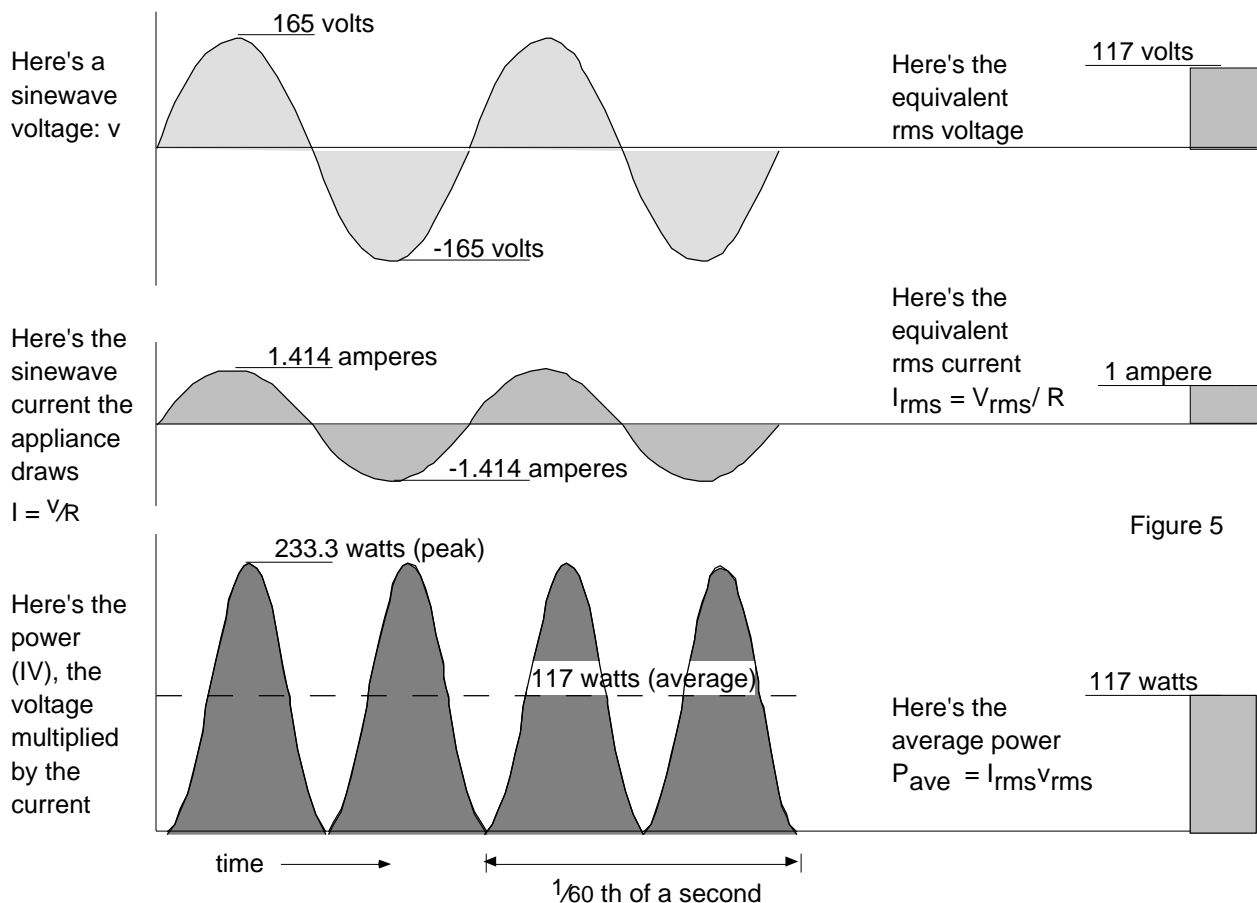 165 volts
Here's a
sinewave
voltage: v
-165 volts
Here's the
equivalent
rms voltage
117 volts
Here's the
sinewave
current the
appliance
draws
I = v/R
1.414 amperes
-1.414 amperes
Here's the
equivalent
rms current
Irms = Vrms/ R
1 ampere
Figure 5
Here's the
power
(IV), the
voltage
multiplied
by the
current
233.3 watts (peak)
117 watts (average)
Here's the
average power
Pave = Irmsvrms
117 watts
time
1/60 th of a second